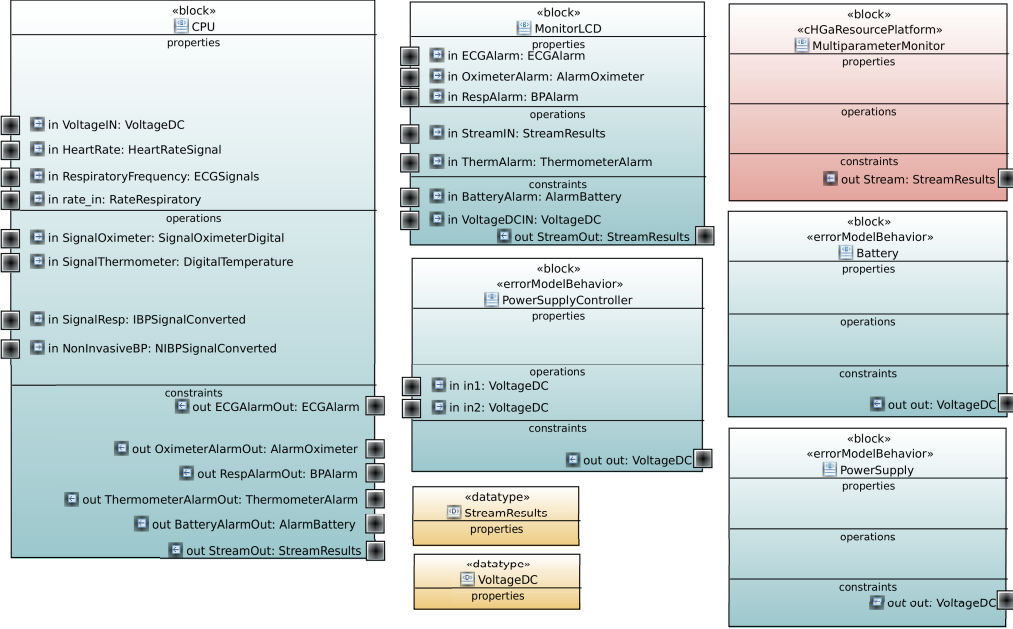 «block»
CPU
properties
in VoltageIN: VoltageDC
in HeartRate: HeartRateSignal
in RespiratoryFrequency: ECGSignals
in rate_in: RateRespiratory
operations
in SignalOximeter: SignalOximeterDigital
in SignalThermometer: DigitalTemperature
in SignalResp: IBPSignalConverted
in NonInvasiveBP: NIBPSignalConverted
constraints
out ECGAlarmOut: ECGAlarm
out OximeterAlarmOut: AlarmOximeter
out RespAlarmOut: BPAlarm
out ThermometerAlarmOut: ThermometerAlarm
out BatteryAlarmOut: AlarmBattery
out StreamOut: StreamResults
«block»
MonitorLCD
properties
in ECGAlarm: ECGAlarm
in OximeterAlarm: AlarmOximeter
in RespAlarm: BPAlarm
operations
in StreamIN: StreamResults
in ThermAlarm: ThermometerAlarm
constraints
in BatteryAlarm: AlarmBattery
in VoltageDCIN: VoltageDC
out StreamOut: StreamResults
«block»
«errorModelBehavior»
PowerSupplyController
properties
operations
in in1: VoltageDC
in in2: VoltageDC
constraints
out out: VoltageDC
«datatype»
StreamResults
properties
«datatype»
VoltageDC
properties
«block»
«cHGaResourcePlatform»
MultiparameterMonitor
properties
operations
constraints
out Stream: StreamResults
«block»
«errorModelBehavior»
Battery
properties
operations
constraints
out out: VoltageDC
«block»
«errorModelBehavior»
PowerSupply
properties
operations
constraints
out out: VoltageDC